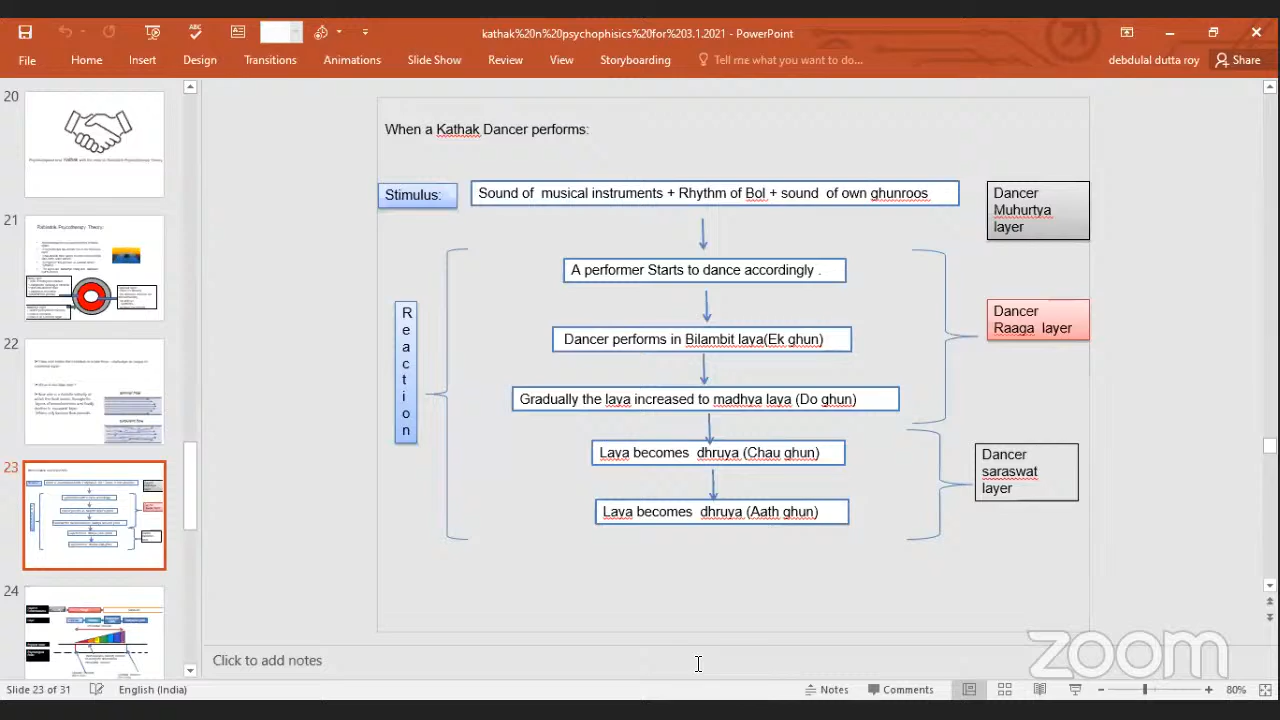 kathak%20n%20psychophisics%20for%203.1.2021 - PowerPoint
File Home Insert Design Transitions Animations Slide Show Review View Storyboarding Tell me what you want to do... debdulal dutta roy Share
20
21
22
23
24
When a Kathak Dancer performs:
Stimulus:
Sound of musical instruments + Rhythm of Bol + sound of own ghunroos
Dancer
Muhurtya
layer
A performer Starts to dance accordingly .
Reaction
Dancer performs in Bilambit laya(Ek ghun)
Dancer
Raaga layer
Gradually the laya increased to madhya laya (Do ghun)
Laya becomes dhruya (Chau ghun)
Dancer
saraswat
layer
Laya becomes dhruya (Aath ghun)
Click to add notes
zoom
Slide 23 of 31 English (India) Notes Comments 80%